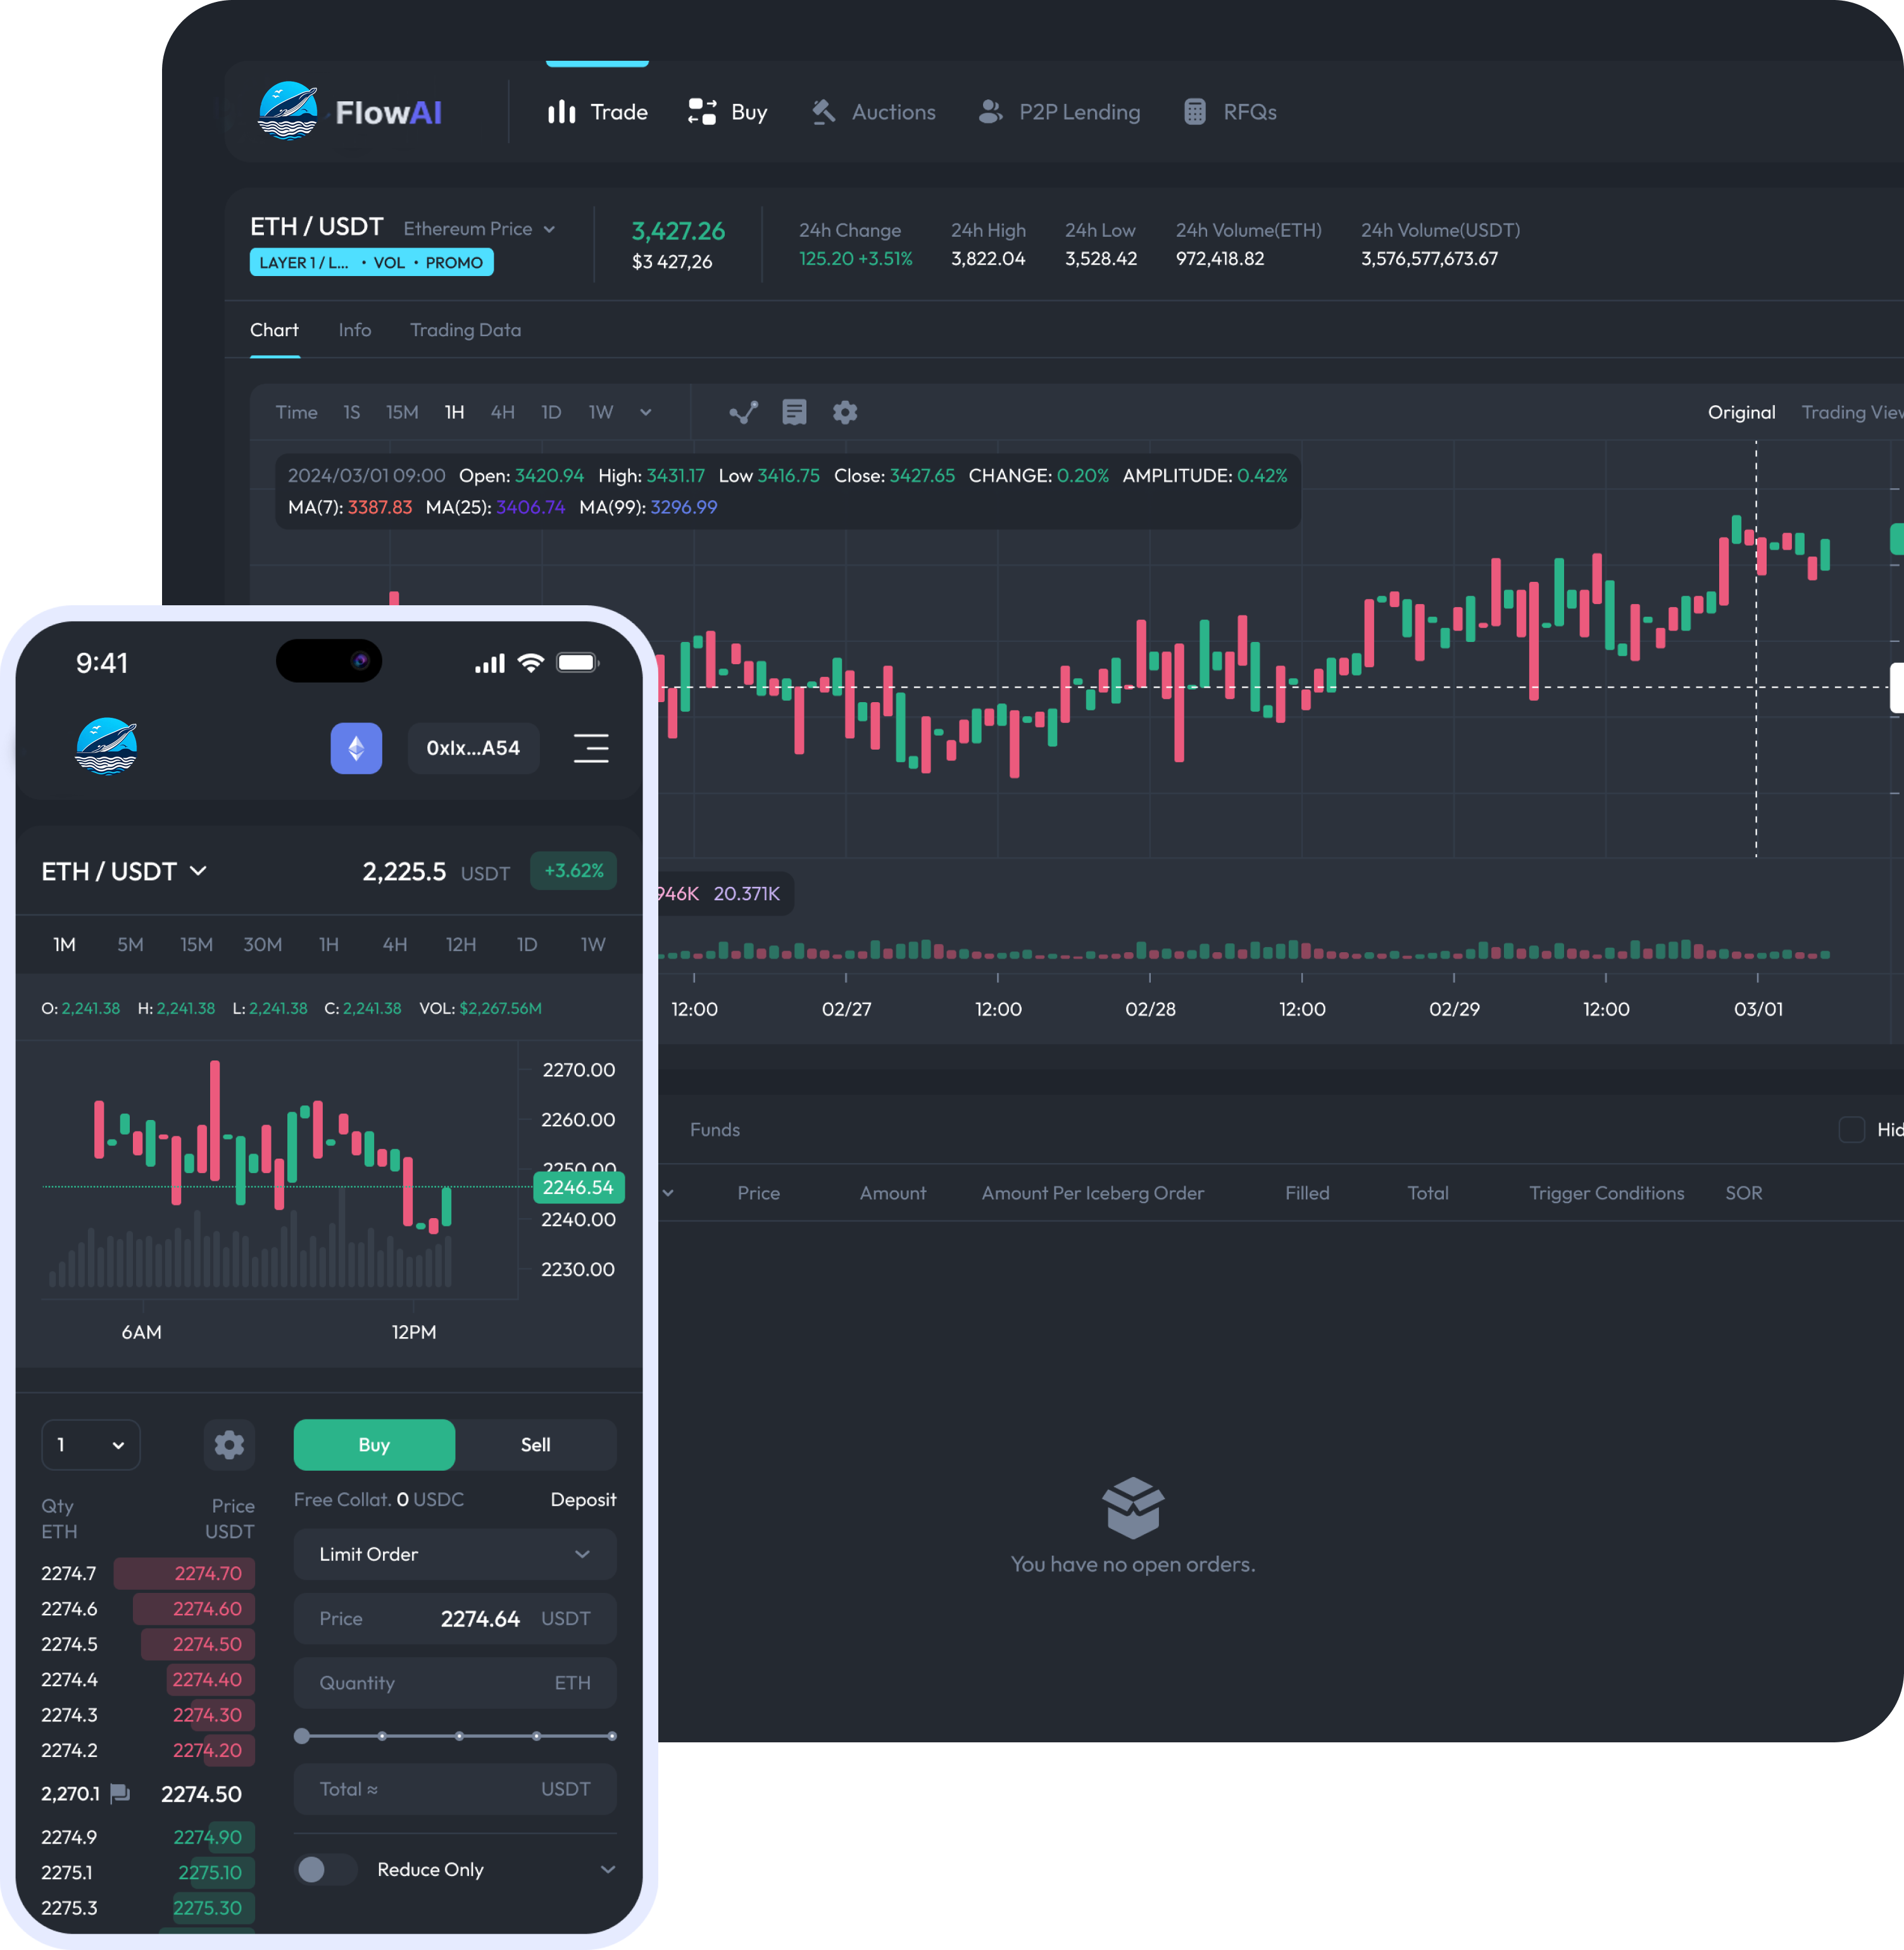 FlowAI
Trade Buy Auctions P2P Lending RFQs
ETH / USDT Ethereum Price
LAYER 1 / L... • VOL • PROMO
3,427.26
$3 427,26
24h Change 24h High 24h Low 24h Volume(ETH) 24h Volume(USDT)
125.20 +3.51% 3,822.04 3,528.42 972,418.82 3,576,577,673.67
Chart Info Trading Data
Time 1S 15M 1H 4H 1D 1W
Original Trading View
2024/03/01 09:00 Open: 3420.94 High: 3431.17 Low 3416.75 Close: 3427.65 CHANGE: 0.20% AMPLITUDE: 0.42%
MA(7): 3387.83 MA(25): 3406.74 MA(99): 3296.99
946K 20.371K
12:00 02/27 12:00 02/28 12:00 02/29 12:00 03/01
Funds Hid
Price Amount Amount Per Iceberg Order Filled Total Trigger Conditions SOR
You have no open orders.
9:41
0xIx...A54
ETH / USDT 2,225.5 USDT +3.62%
1M 5M 15M 30M 1H 4H 12H 1D 1W
O: 2,241.38 H: 2,241.38 L: 2,241.38 C: 2,241.38 VOL: $2,267.56M
2270.00
2260.00
2250.00
2246.54
2240.00
2230.00
6AM 12PM
1
Buy Sell
Free Collat. 0 USDC Deposit
Qty Price
ETH USDT
2274.7 2274.70
2274.6 2274.60
2274.5 2274.50
2274.4 2274.40
2274.3 2274.30
2274.2 2274.20
2,270.1 2274.50
2274.9 2274.90
2275.1 2275.10
2275.3 2275.30
Limit Order
Price 2274.64 USDT
Quantity ETH
Total ≈ USDT
Reduce Only